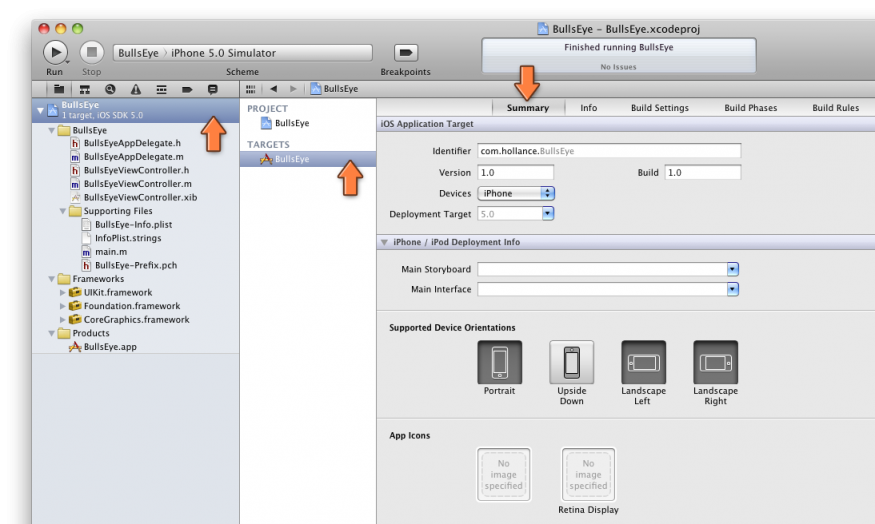 BullsEye – BullsEye.xcodeproj
BullsEye › iPhone 5.0 Simulator
Finished running BullsEye
No Issues
Run Stop Scheme Breakpoints
BullsEye
BullsEye
1 target, iOS SDK 5.0
BullsEye
h BullsEyeAppDelegate.h
m BullsEyeAppDelegate.m
h BullsEyeViewController.h
m BullsEyeViewController.m
BullsEyeViewController.xib
Supporting Files
BullsEye-Info.plist
InfoPlist.strings
m main.m
h BullsEye-Prefix.pch
Frameworks
UIKit.framework
Foundation.framework
CoreGraphics.framework
Products
BullsEye.app
PROJECT
BullsEye
TARGETS
BullsEye
Summary Info Build Settings Build Phases Build Rules
iOS Application Target
Identifier com.hollance.BullsEye
Version 1.0 Build 1.0
Devices iPhone
Deployment Target 5.0
iPhone / iPod Deployment Info
Main Storyboard
Main Interface
Supported Device Orientations
Portrait Upside Down Landscape Left Landscape Right
App Icons
No image specified No image specified
Retina Display